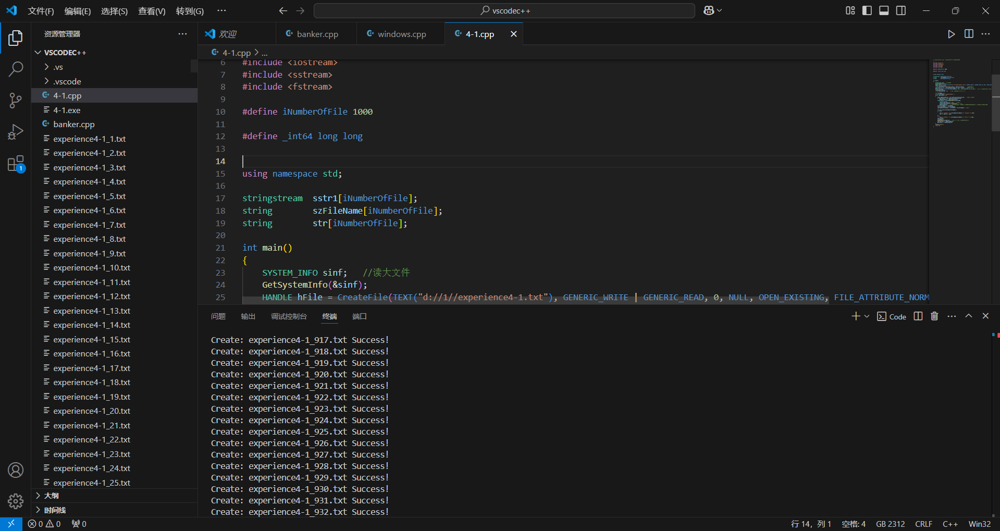 文件(F) 编辑(E) 选择(S) 查看(V) 转到(G) ··· vscodec++
资源管理器
欢迎 banker.cpp windows.cpp 4-1.cpp
VSCODEC++
.vs
.vscode
4-1.cpp
4-1.exe
banker.cpp
experience4-1_1.txt
experience4-1_2.txt
experience4-1_3.txt
experience4-1_4.txt
experience4-1_5.txt
experience4-1_6.txt
experience4-1_7.txt
experience4-1_8.txt
experience4-1_9.txt
experience4-1_10.txt
experience4-1_11.txt
experience4-1_12.txt
experience4-1_13.txt
experience4-1_14.txt
experience4-1_15.txt
experience4-1_16.txt
experience4-1_17.txt
experience4-1_18.txt
experience4-1_19.txt
experience4-1_20.txt
experience4-1_21.txt
experience4-1_22.txt
experience4-1_23.txt
experience4-1_24.txt
experience4-1_25.txt
大纲
时间线
1
4-1.cpp > ...
6 #include <iostream>
7 #include <sstream>
8 #include <fstream>
9
10 #define iNumberOfFile 1000
11
12 #define _int64 long long
13
14
15 using namespace std;
16
17 stringstream  sstr1[iNumberOfFile];
18 string        szFileName[iNumberOfFile];
19 string        str[iNumberOfFile];
20
21 int main()
22 {
23     SYSTEM_INFO sinf;   //读大文件
24     GetSystemInfo(&sinf);
25     HANDLE hFile = CreateFile(TEXT("d://1//experience4-1.txt"), GENERIC_WRITE | GENERIC_READ, 0, NULL, OPEN_EXISTING, FILE_ATTRIBUTE_NORM
问题 输出 调试控制台 终端 端口 Code
Create: experience4-1_917.txt Success!
Create: experience4-1_918.txt Success!
Create: experience4-1_919.txt Success!
Create: experience4-1_920.txt Success!
Create: experience4-1_921.txt Success!
Create: experience4-1_922.txt Success!
Create: experience4-1_923.txt Success!
Create: experience4-1_924.txt Success!
Create: experience4-1_925.txt Success!
Create: experience4-1_926.txt Success!
Create: experience4-1_927.txt Success!
Create: experience4-1_928.txt Success!
Create: experience4-1_929.txt Success!
Create: experience4-1_930.txt Success!
Create: experience4-1_931.txt Success!
Create: experience4-1_932.txt Success!
0 0 0 行 14，列 1 空格: 4 GB 2312 CRLF C++ Win32